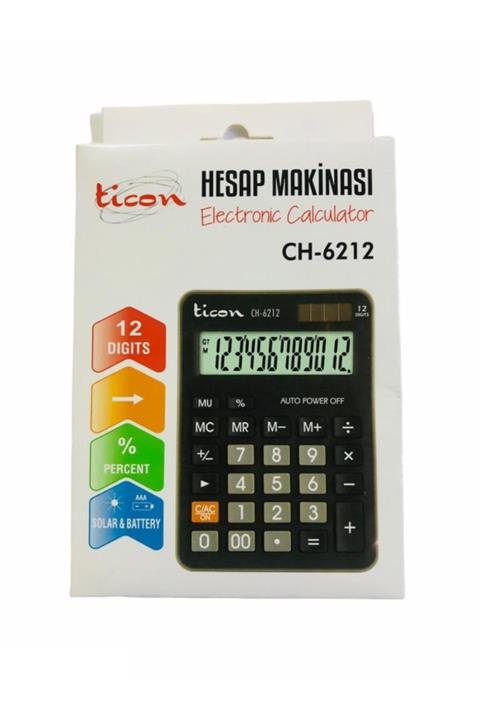 ticon
HESAP MAKİNASI
Electronic Calculator
CH-6212
12
DIGITS
%
PERCENT
AAA
- +
SOLAR & BATTERY
ticon CH-6212
12
DIGITS
GT
M
123456789012.
MU % AUTO POWER OFF
MC MR M− M+ ÷
+/− 7 8 9 ×
► 4 5 6 −
C/AC
ON
1 2 3 +
0 00 • =